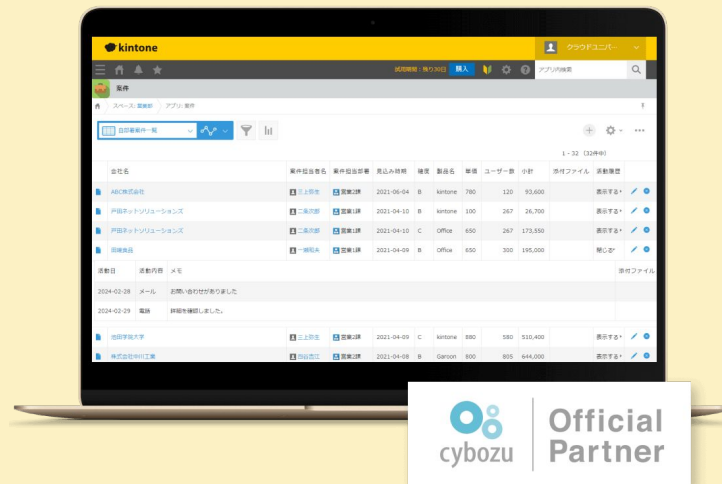 kintone
クラウドユニバー…
試用期間：残り30日 購入
アプリ内検索
案件
スペース: 営業部 アプリ: 案件
自部署案件一覧
1 - 32 (32件中)
会社名 案件担当者名 案件担当部署 見込み時期 確度 製品名 単価 ユーザー数 小計 添付ファイル 活動履歴
ABC株式会社 三上弥生 営業2課 2021-06-04 B kintone 780 120 93,600 表示する
戸田ネットソリューションズ 二条次郎 営業1課 2021-04-10 B kintone 100 267 26,700 表示する
戸田ネットソリューションズ 二条次郎 営業1課 2021-04-10 C Office 650 267 173,550 表示する
田端食品 一瀬昭夫 営業1課 2021-04-09 B Office 650 300 195,000 閉じる
活動日 活動内容 メモ 添付ファイル
2024-02-28 メール お問い合わせがありました
2024-02-29 電話 詳細を確認しました。
池田学院大学 三上弥生 営業2課 2021-04-09 C kintone 880 580 510,400 表示する
株式会社中川工業 四谷杏江 営業2課 2021-04-08 B Garoon 800 805 644,000 表示する
cybozu
Official
Partner